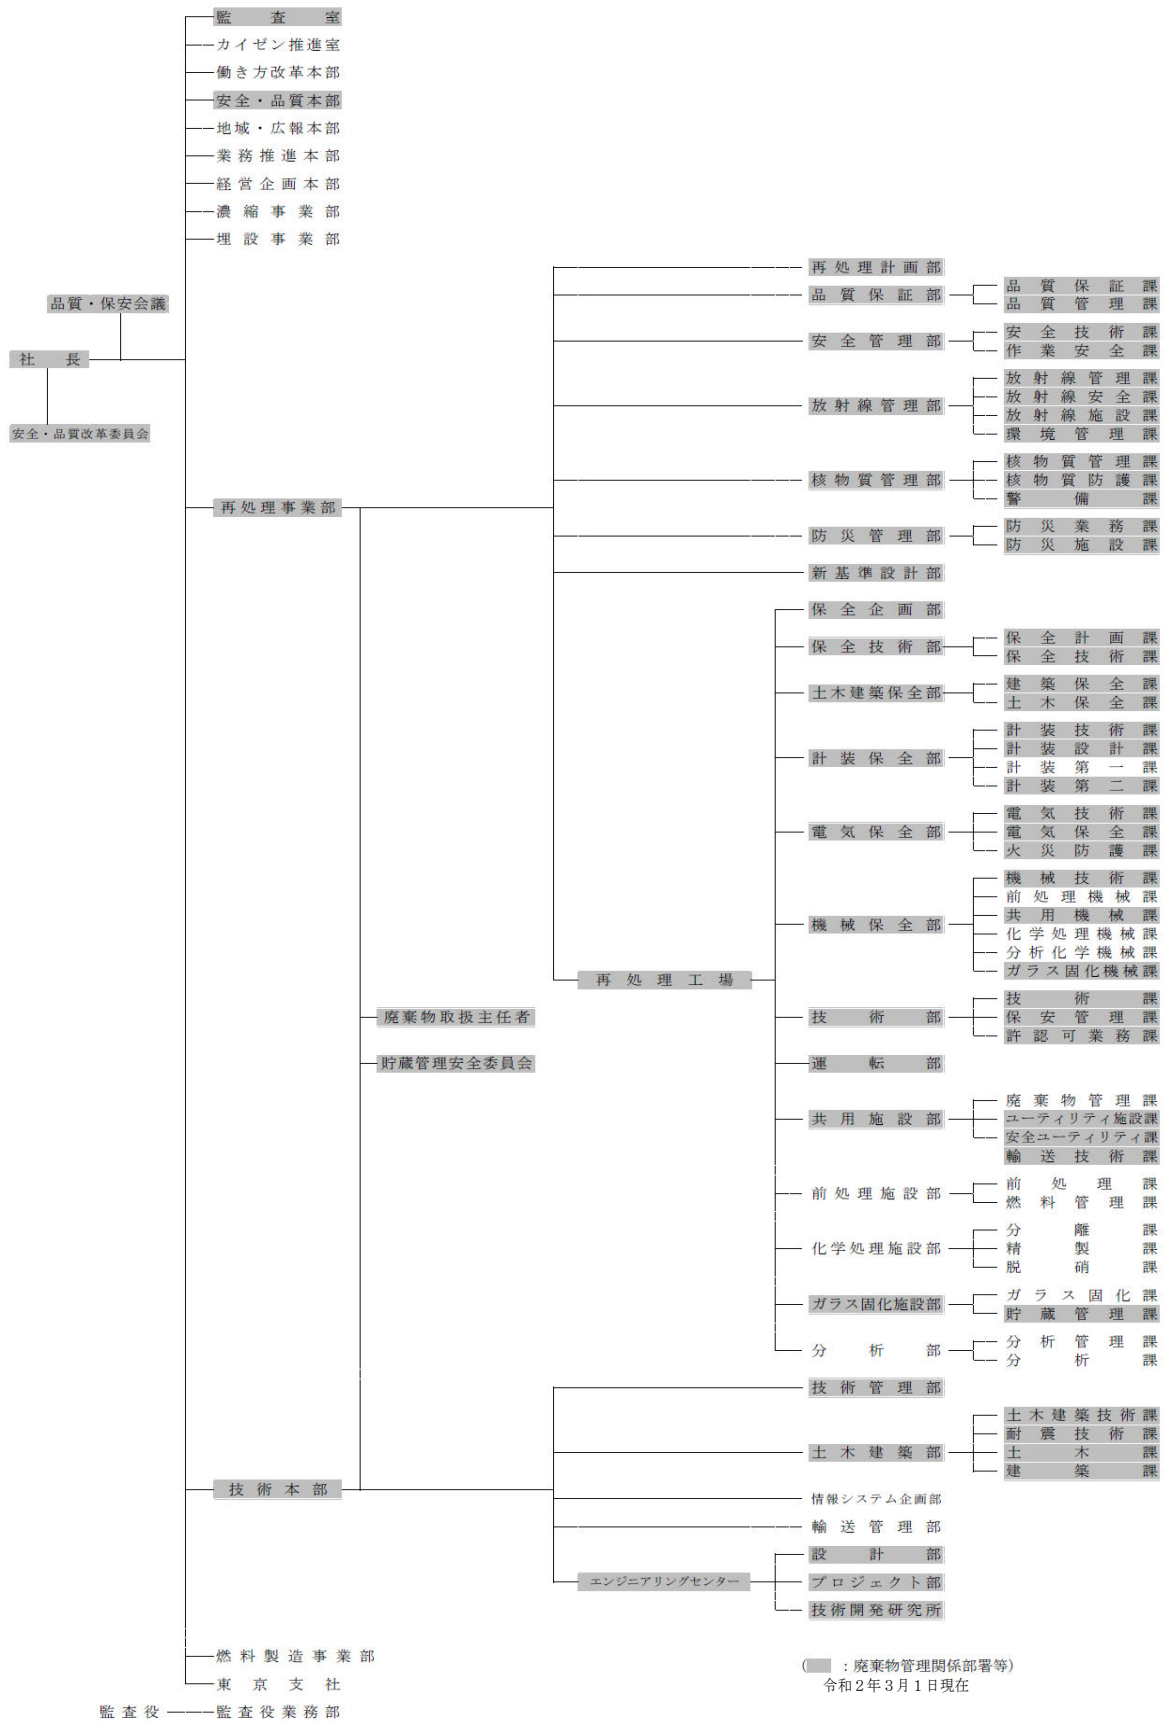 監査室
カイゼン推進室
働き方改革本部
安全・品質本部
地域・広報本部
業務推進本部
経営企画本部
濃縮事業部
埋設事業部
品質・保安会議
社長
安全・品質改革委員会
再処理事業部
再処理計画部
品質保証部
品質保証課
品質管理課
安全管理部
安全技術課
作業安全課
放射線管理部
放射線管理課
放射線安全課
放射線施設課
環境管理課
核物質管理部
核物質管理課
核物質防護課
警備課
防災管理部
防災業務課
防災施設課
新基準設計部
再処理工場
保全企画部
保全技術部
保全計画課
保全技術課
土木建築保全部
建築保全課
土木保全課
計装保全部
計装技術課
計装設計課
計装第一課
計装第二課
電気保全部
電気技術課
電気保全課
火災防護課
機械保全部
機械技術課
前処理機械課
共用機械課
化学処理機械課
分析化学機械課
ガラス固化機械課
技術部
技術課
保安管理課
許認可業務課
運転部
共用施設部
廃棄物管理課
ユーティリティ施設課
安全ユーティリティ課
輸送技術課
前処理施設部
前処理課
燃料管理課
化学処理施設部
分離課
精製課
脱硝課
ガラス固化施設部
ガラス固化課
貯蔵管理課
分析部
分析管理課
分析課
廃棄物取扱主任者
貯蔵管理安全委員会
技術本部
技術管理部
土木建築部
土木建築技術課
耐震技術課
土木課
建築課
情報システム企画部
輸送管理部
エンジニアリングセンター
設計部
プロジェクト部
技術開発研究所
燃料製造事業部
東京支社
監査役
監査役業務部
(　：廃棄物管理関係部署等)
令和２年３月１日現在